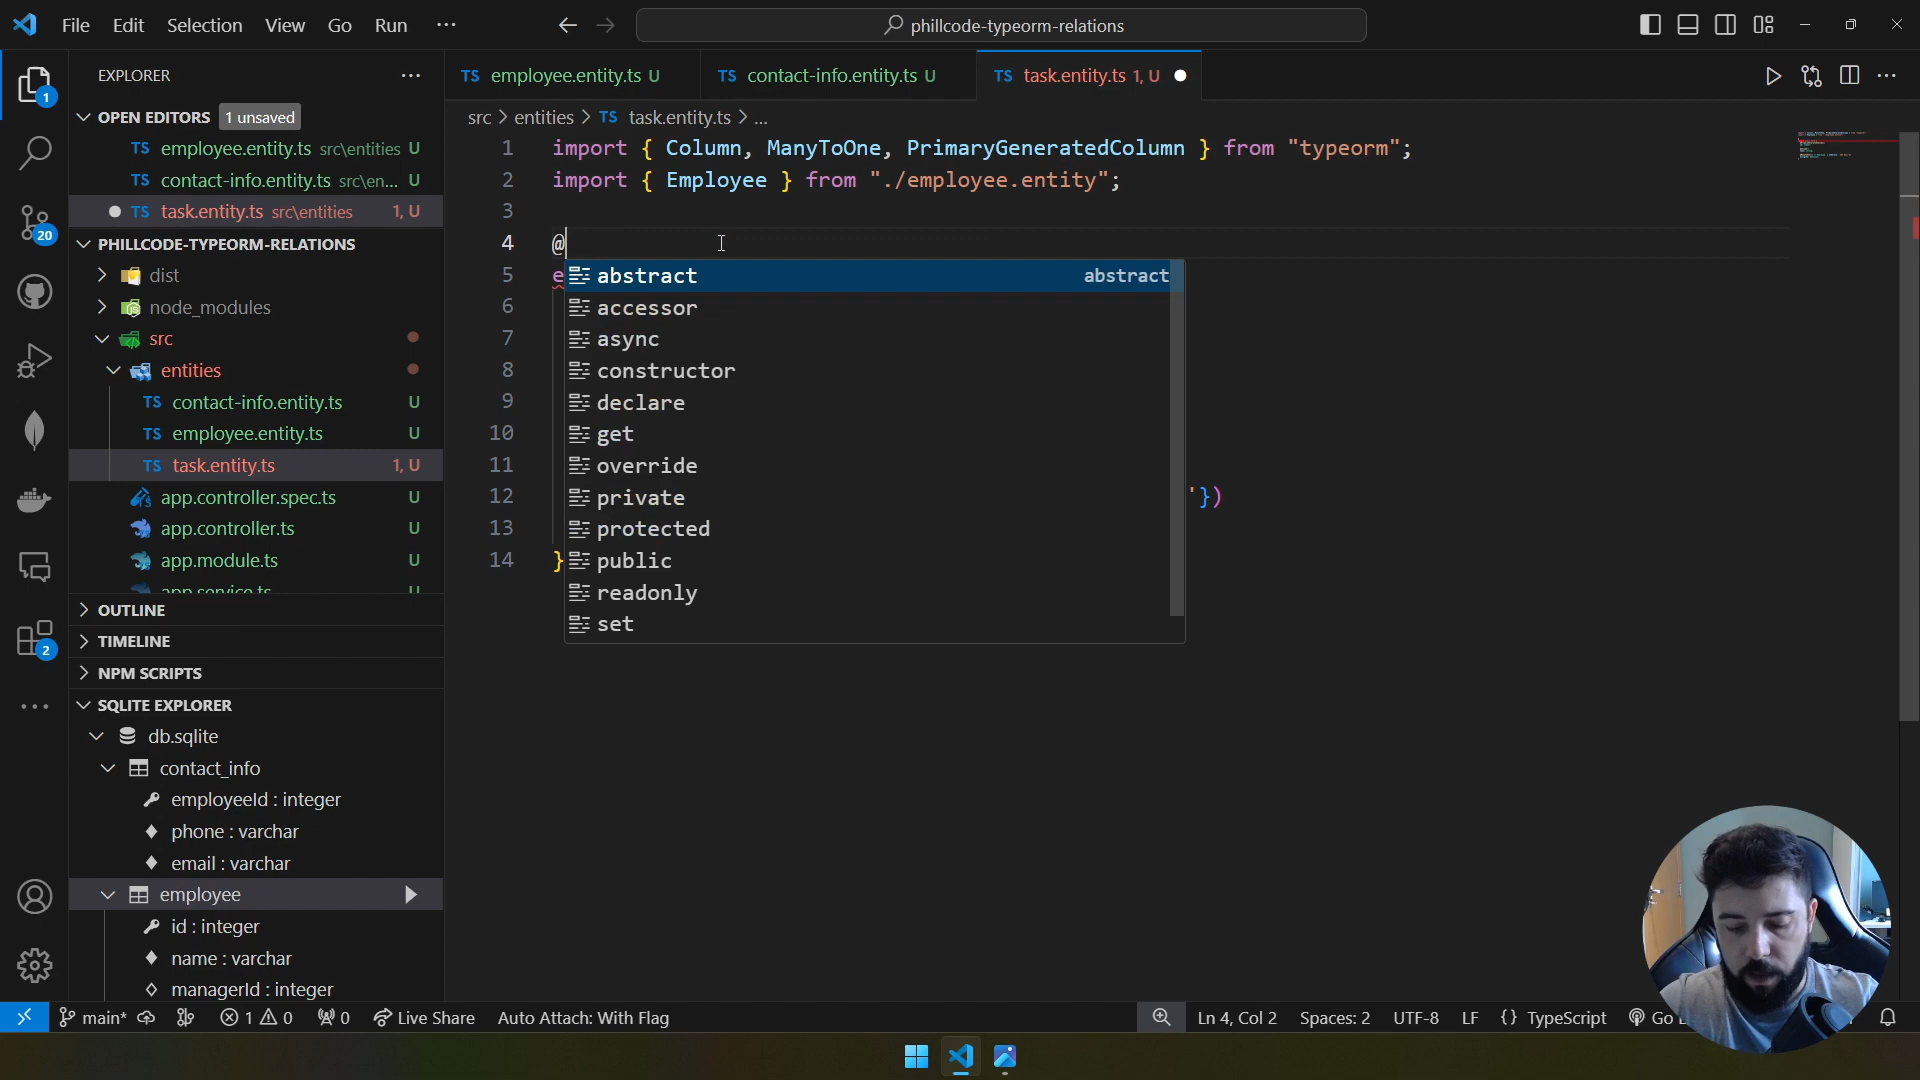 File Edit Selection View Go Run ···
phillcode-typeorm-relations
EXPLORER
OPEN EDITORS 1 unsaved
TS employee.entity.ts src\entities U
TS contact-info.entity.ts src\en... U
TS task.entity.ts src\entities 1, U
PHILLCODE-TYPEORM-RELATIONS
dist
node_modules
src
entities
TS contact-info.entity.ts U
TS employee.entity.ts U
TS task.entity.ts 1, U
app.controller.spec.ts U
app.controller.ts U
app.module.ts U
app.service.ts U
OUTLINE
TIMELINE
NPM SCRIPTS
SQLITE EXPLORER
db.sqlite
contact_info
employeeId : integer
phone : varchar
email : varchar
employee
id : integer
name : varchar
managerId : integer
1
20
2
TS employee.entity.ts U
TS contact-info.entity.ts U
TS task.entity.ts 1, U
src > entities > TS task.entity.ts > ...
1 import { Column, ManyToOne, PrimaryGeneratedColumn } from "typeorm";
2 import { Employee } from "./employee.entity";
3
4 @
5 e
6
7
8
9
10
11
12 '})
13
14 }
abstract abstract
accessor
async
constructor
declare
get
override
private
protected
public
readonly
set
main* 1 0 0 Live Share Auto Attach: With Flag
Ln 4, Col 2 Spaces: 2 UTF-8 LF {} TypeScript Go